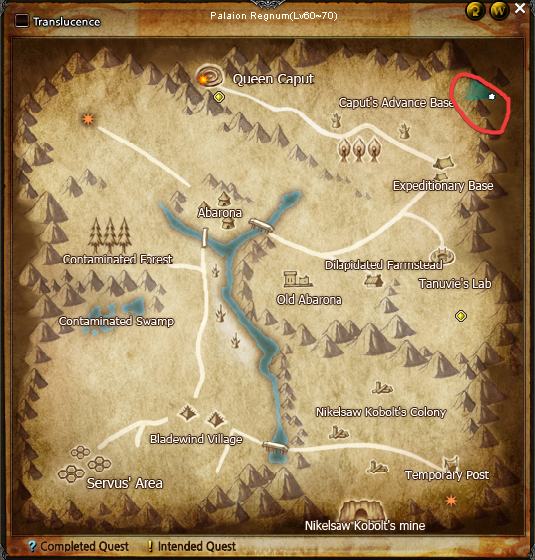 Palaion Regnum(Lv60~70)
? W ✕
Translucence
Queen Caput
Caput's Advance Base
Expeditionary Base
Abarona
Contaminated Forest
Dilapidated Farmstead
Tanuvie's Lab
Old Abarona
Contaminated Swamp
Nikelsaw Kobolt's Colony
Bladewind Village
Temporary Post
Servus' Area
Nikelsaw Kobolt's mine
? Completed Quest ! Intended Quest